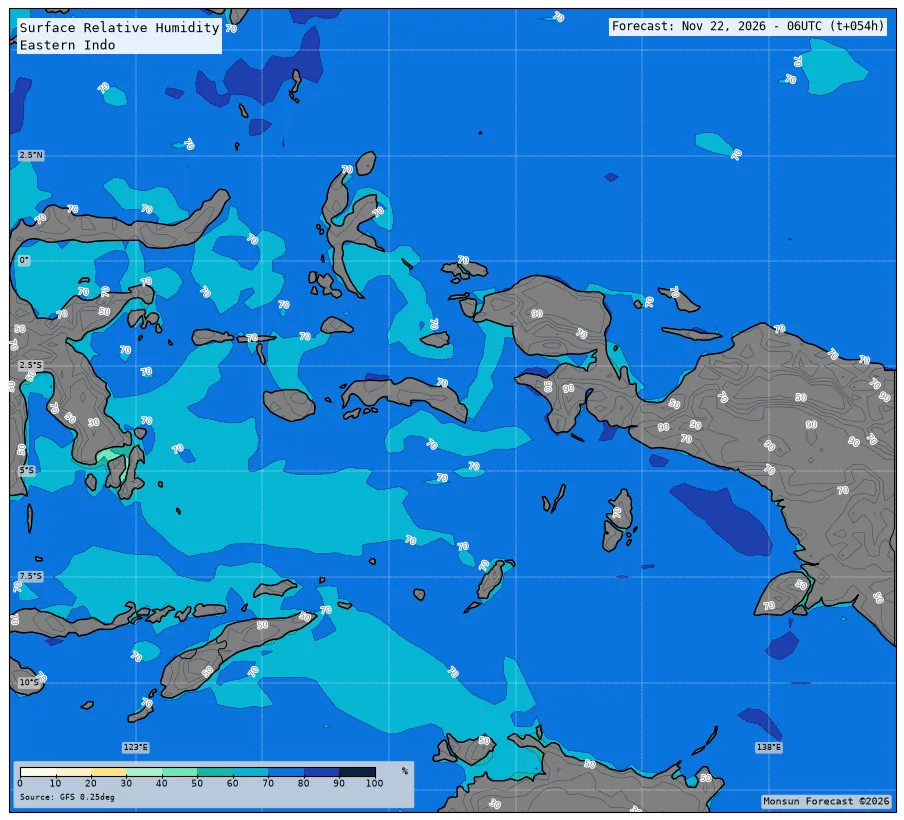 Surface Relative Humidity
Eastern Indo
Forecast: Nov 22, 2026 - 06UTC (t+054h)
2.5°N
0°
2.5°S
5°S
7.5°S
10°S
123°E
138°E
%
0 10 20 30 40 50 60 70 80 90 100
Source: GFS 0.25deg
Monsun Forecast ©2026